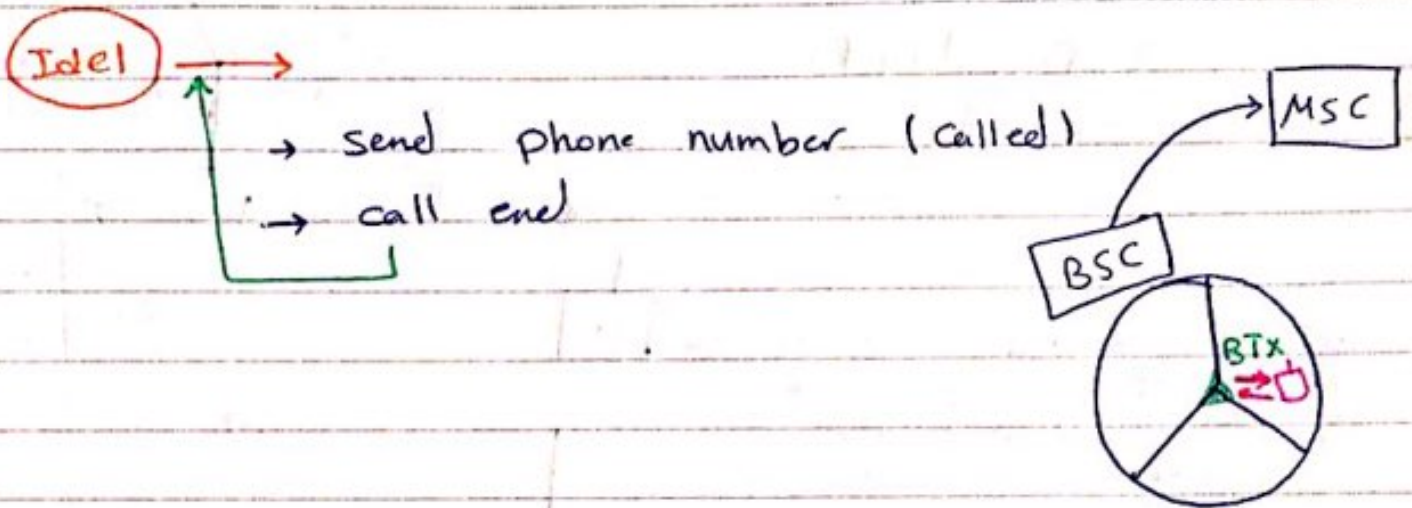 Idel
→ send phone number (called)
→ call end
MSC
BSC
BTx